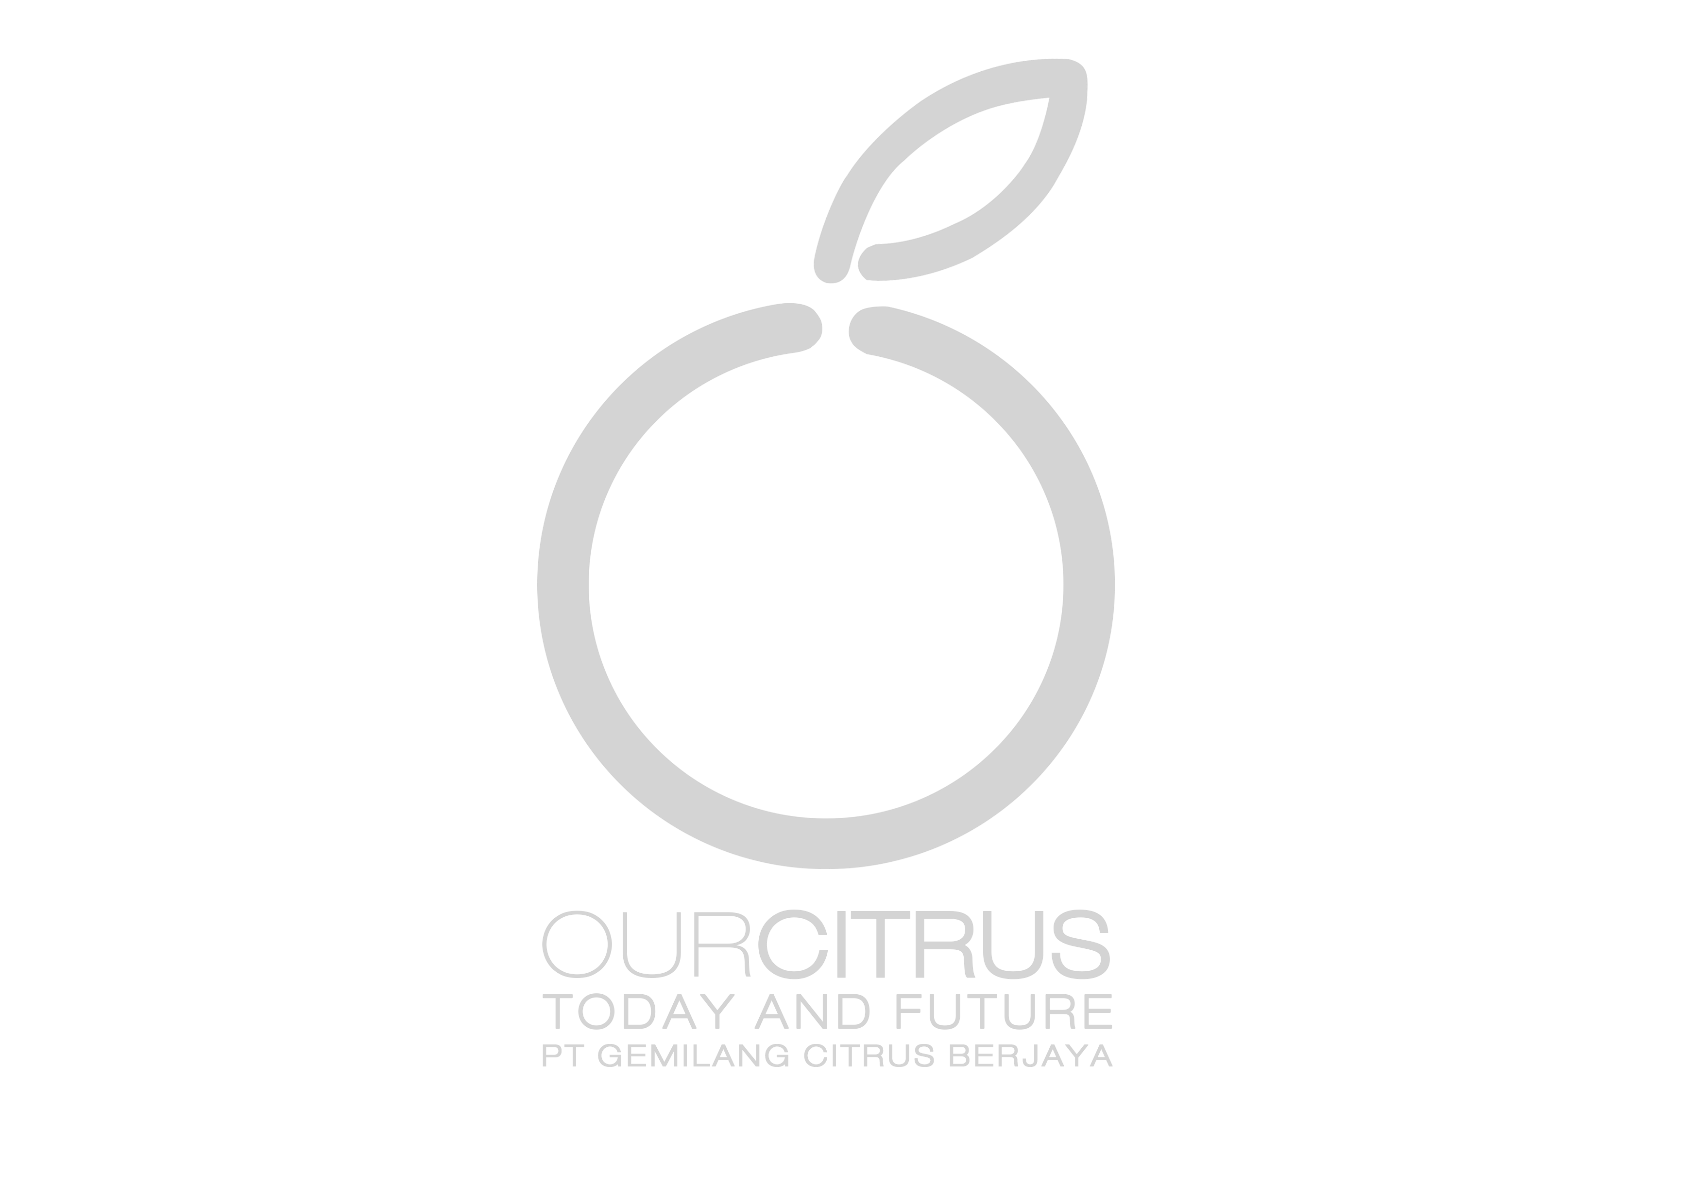 OURCITRUS
TODAY AND FUTURE
PT GEMILANG CITRUS BERJAYA